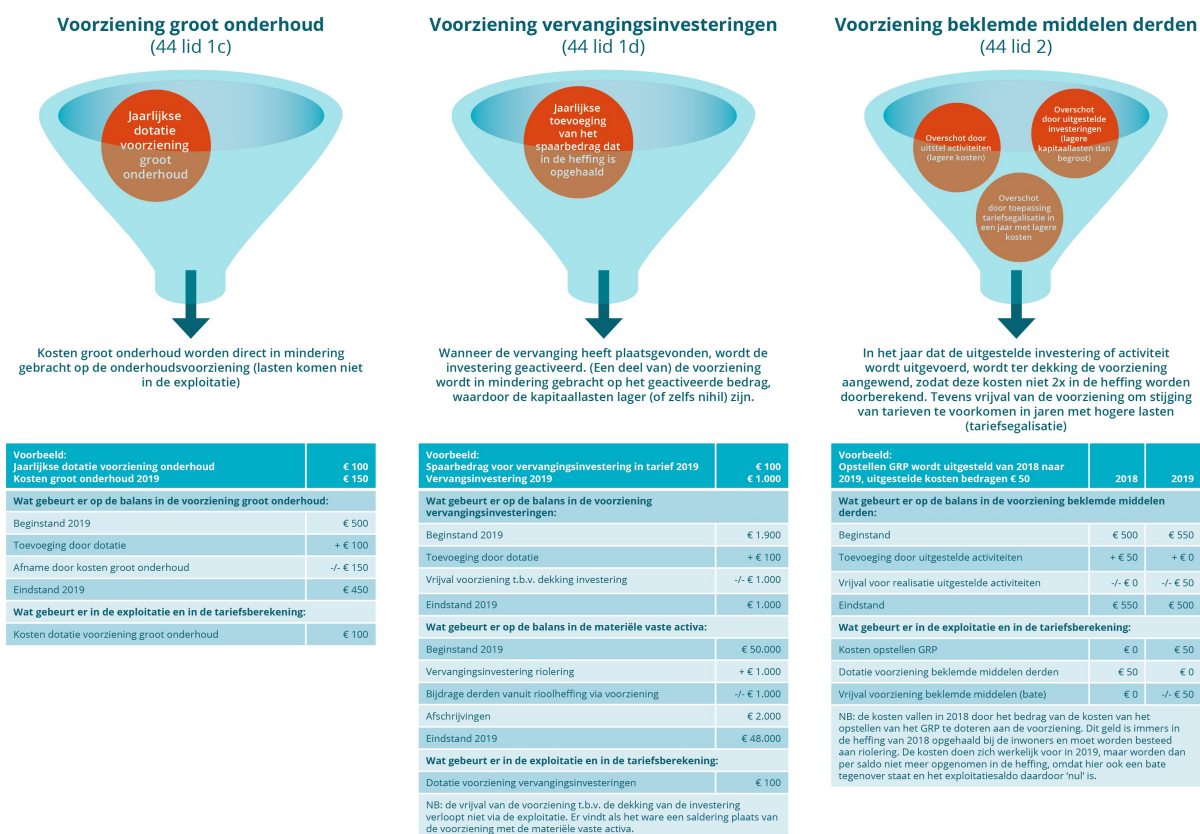 Voorziening groot onderhoud
(44 lid 1c)
Jaarlijkse
dotatie
voorziening
groot
onderhoud
Kosten groot onderhoud worden direct in mindering
gebracht op de onderhoudsvoorziening (lasten komen niet
in de exploitatie)
Voorbeeld:
Jaarlijkse dotatie voorziening onderhoud € 100
Kosten groot onderhoud 2019 € 150
Wat gebeurt er op de balans in de voorziening groot onderhoud:
Beginstand 2019 € 500
Toevoeging door dotatie + € 100
Afname door kosten groot onderhoud -/- € 150
Eindstand 2019 € 450
Wat gebeurt er in de exploitatie en in de tariefsberekening:
Kosten dotatie voorziening groot onderhoud € 100
Voorziening vervangingsinvesteringen
(44 lid 1d)
Jaarlijkse
toevoeging
van het
spaarbedrag dat
in de heffing is
opgehaald
Wanneer de vervanging heeft plaatsgevonden, wordt de
investering geactiveerd. (Een deel van) de voorziening
wordt in mindering gebracht op het geactiveerde bedrag,
waardoor de kapitaallasten lager (of zelfs nihil) zijn.
Voorbeeld:
Spaarbedrag voor vervangingsinvestering in tarief 2019 € 100
Vervangsinvestering 2019 € 1.000
Wat gebeurt er op de balans in de voorziening
vervangingsinvesteringen:
Beginstand 2019 € 1.900
Toevoeging door dotatie + € 100
Vrijval voorziening t.b.v. dekking investering -/- € 1.000
Eindstand 2019 € 1.000
Wat gebeurt er op de balans in de materiële vaste activa:
Beginstand 2019 € 50.000
Vervangingsinvestering riolering + € 1.000
Bijdrage derden vanuit rioolheffing via voorziening -/- € 1.000
Afschrijvingen € 2.000
Eindstand 2019 € 48.000
Wat gebeurt er in de exploitatie en in de tariefsberekening:
Dotatie voorziening vervangingsinvesteringen € 100
NB: de vrijval van de voorziening t.b.v. de dekking van de investering
verloopt niet via de exploitatie. Er vindt als het ware een saldering plaats van
de voorziening met de materiële vaste activa.
Voorziening beklemde middelen derden
(44 lid 2)
Overschot door
uitstel activiteiten
(lagere kosten)
Overschot
door uitgestelde
investeringen
(lagere
kapitaallasten dan
begroot)
Overschot
door toepassing
tariefsegalisatie in
een jaar met lagere
kosten
In het jaar dat de uitgestelde investering of activiteit
wordt uitgevoerd, wordt ter dekking de voorziening
aangewend, zodat deze kosten niet 2x in de heffing worden
doorberekend. Tevens vrijval van de voorziening om stijging
van tarieven te voorkomen in jaren met hogere lasten
(tariefsegalisatie)
Voorbeeld:
Opstellen GRP wordt uitgesteld van 2018 naar
2019, uitgestelde kosten bedragen € 50 2018 2019
Wat gebeurt er op de balans in de voorziening beklemde middelen
derden:
Beginstand € 500 € 550
Toevoeging door uitgestelde activiteiten + € 50 + € 0
Vrijval voor realisatie uitgestelde activiteiten -/- € 0 -/- € 50
Eindstand € 550 € 500
Wat gebeurt er in de exploitatie en in de tariefsberekening:
Kosten opstellen GRP € 0 € 50
Dotatie voorziening beklemde middelen derden € 50 € 0
Vrijval voorziening beklemde middelen (bate) € 0 -/- € 50
NB: de kosten vallen in 2018 door het bedrag van de kosten van het
opstellen van het GRP te doteren aan de voorziening. Dit geld is immers in
de heffing van 2018 opgehaald bij de inwoners en moet worden besteed
aan riolering. De kosten doen zich werkelijk voor in 2019, maar worden dan
per saldo niet meer opgenomen in de heffing, omdat hier ook een bate
tegenover staat en het exploitatiesaldo daardoor ‘nul’ is.